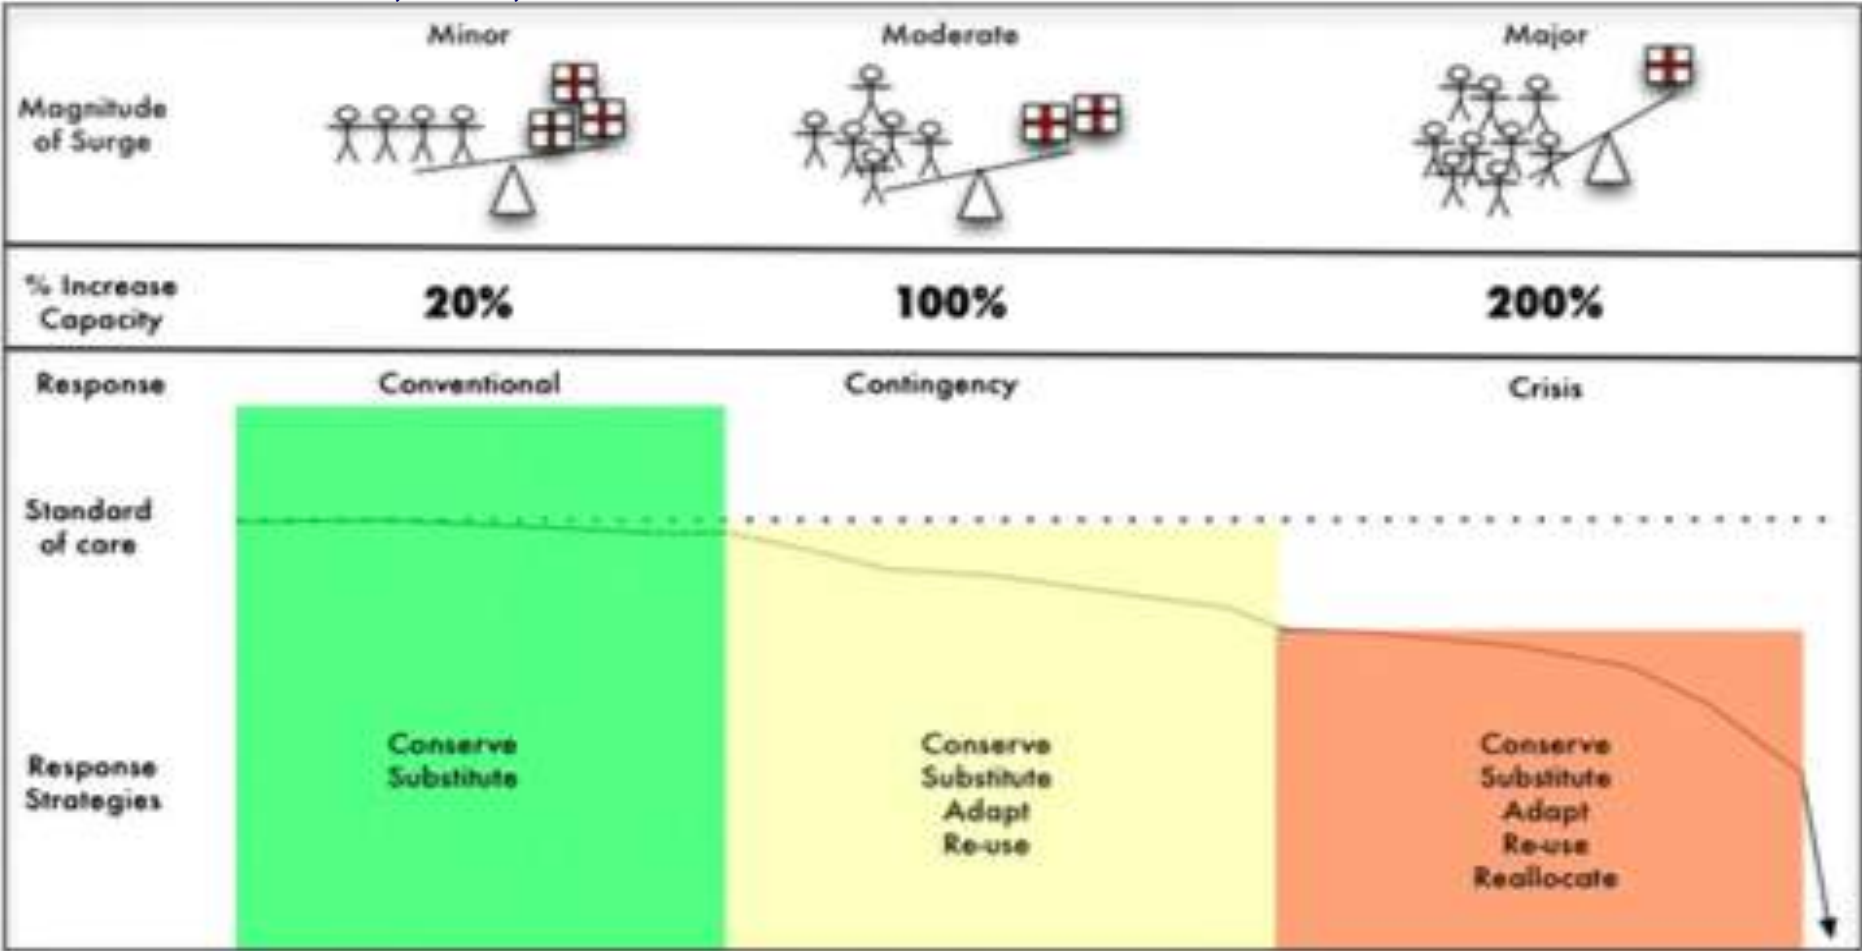 Minor Moderate Major
Magnitude
of Surge
% Increase
Capacity
20% 100% 200%
Response Conventional Contingency Crisis
Standard
of care
Response
Strategies
Conserve
Substitute
Conserve
Substitute
Adapt
Re-use
Conserve
Substitute
Adapt
Re-use
Reallocate